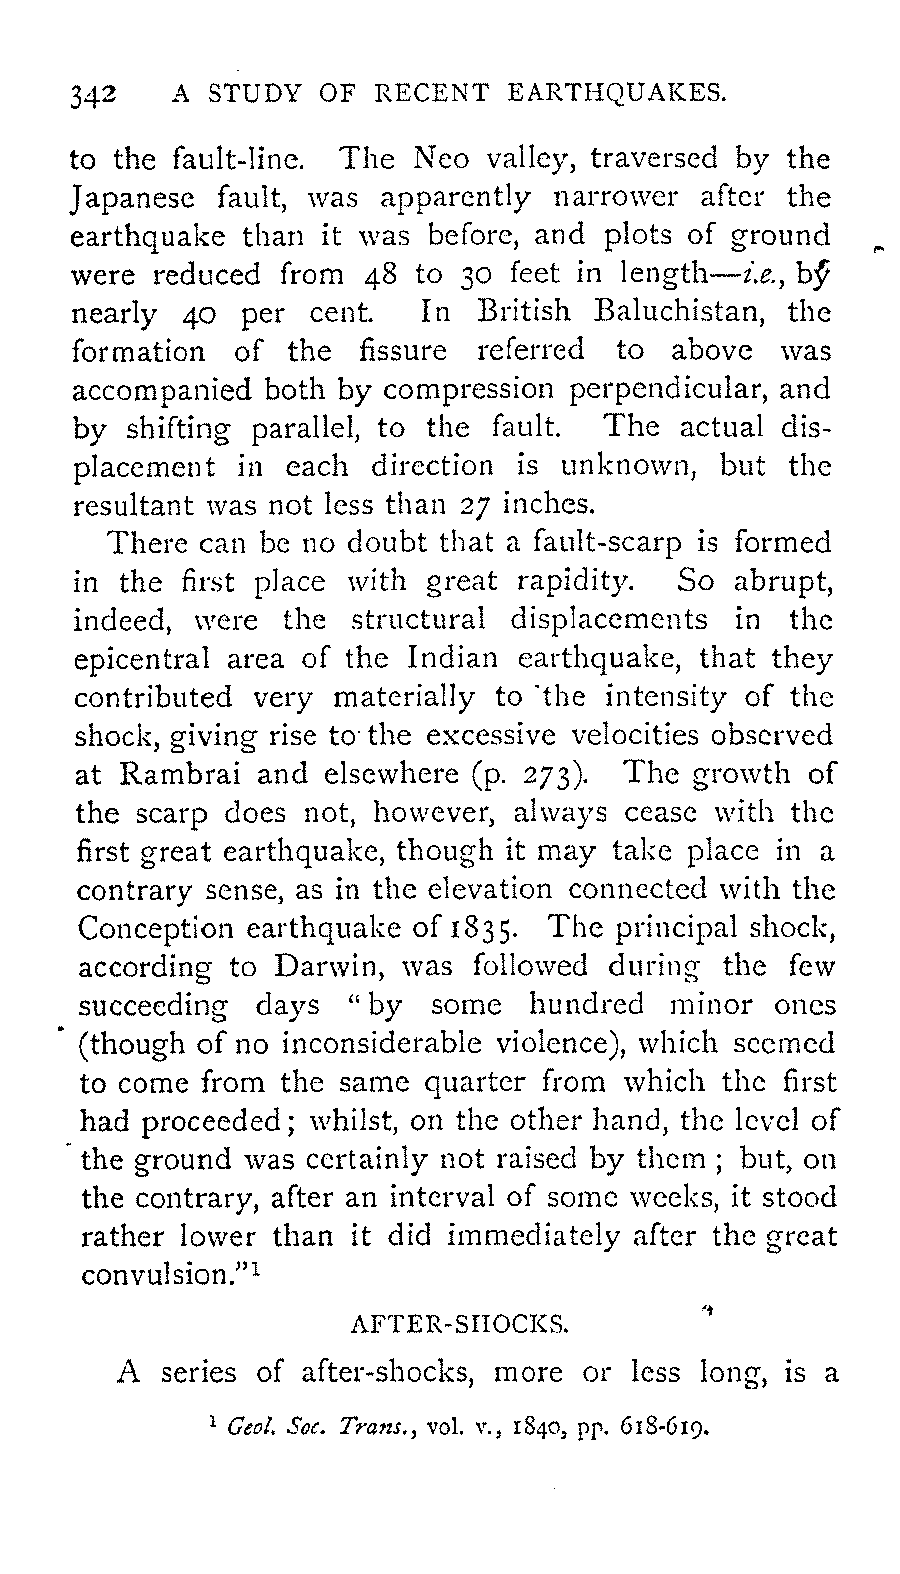 342 A STUDY OF RECENT EARTHQUAKES.
to the fault-line. The Neo valley, traversed by the
Japanese fault, was apparently narrower after the
earthquake than it was before, and plots of ground
were reduced from 48 to 30 feet in length—i.e., by
nearly 40 per cent. In British Baluchistan, the
formation of the fissure referred to above was
accompanied both by compression perpendicular, and
by shifting parallel, to the fault. The actual dis-
placement in each direction is unknown, but the
resultant was not less than 27 inches.
There can be no doubt that a fault-scarp is formed
in the first place with great rapidity. So abrupt,
indeed, were the structural displacements in the
epicentral area of the Indian earthquake, that they
contributed very materially to the intensity of the
shock, giving rise to the excessive velocities observed
at Rambrai and elsewhere (p. 273). The growth of
the scarp does not, however, always cease with the
first great earthquake, though it may take place in a
contrary sense, as in the elevation connected with the
Conception earthquake of 1835. The principal shock,
according to Darwin, was followed during the few
succeeding days “by some hundred minor ones
(though of no inconsiderable violence), which seemed
to come from the same quarter from which the first
had proceeded; whilst, on the other hand, the level of
the ground was certainly not raised by them; but, on
the contrary, after an interval of some weeks, it stood
rather lower than it did immediately after the great
convulsion.”1
AFTER-SHOCKS.
A series of after-shocks, more or less long, is a
1 Geol. Soc. Trans., vol. v., 1840, pp. 618-619.